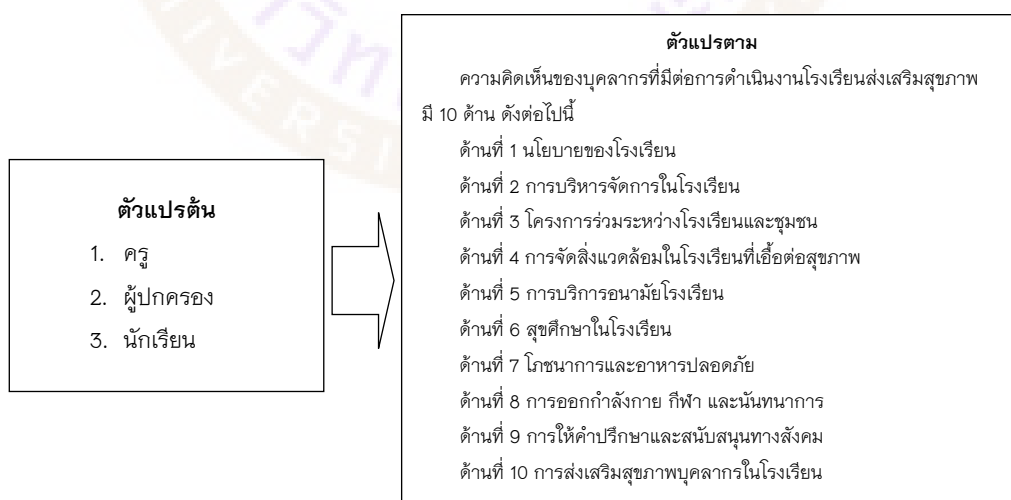 ตัวแปรต้น
1. ครู
2. ผู้ปกครอง
3. นักเรียน
ตัวแปรตาม
ความคิดเห็นของบุคลากรที่มีต่อการดำเนินงานโรงเรียนส่งเสริมสุขภาพ
มี 10 ด้าน ดังต่อไปนี้
ด้านที่ 1 นโยบายของโรงเรียน
ด้านที่ 2 การบริหารจัดการในโรงเรียน
ด้านที่ 3 โครงการร่วมระหว่างโรงเรียนและชุมชน
ด้านที่ 4 การจัดสิ่งแวดล้อมในโรงเรียนที่เอื้อต่อสุขภาพ
ด้านที่ 5 การบริการอนามัยโรงเรียน
ด้านที่ 6 สุขศึกษาในโรงเรียน
ด้านที่ 7 โภชนาการและอาหารปลอดภัย
ด้านที่ 8 การออกกำลังกาย กีฬา และนันทนาการ
ด้านที่ 9 การให้คำปรึกษาและสนับสนุนทางสังคม
ด้านที่ 10 การส่งเสริมสุขภาพบุคลากรในโรงเรียน